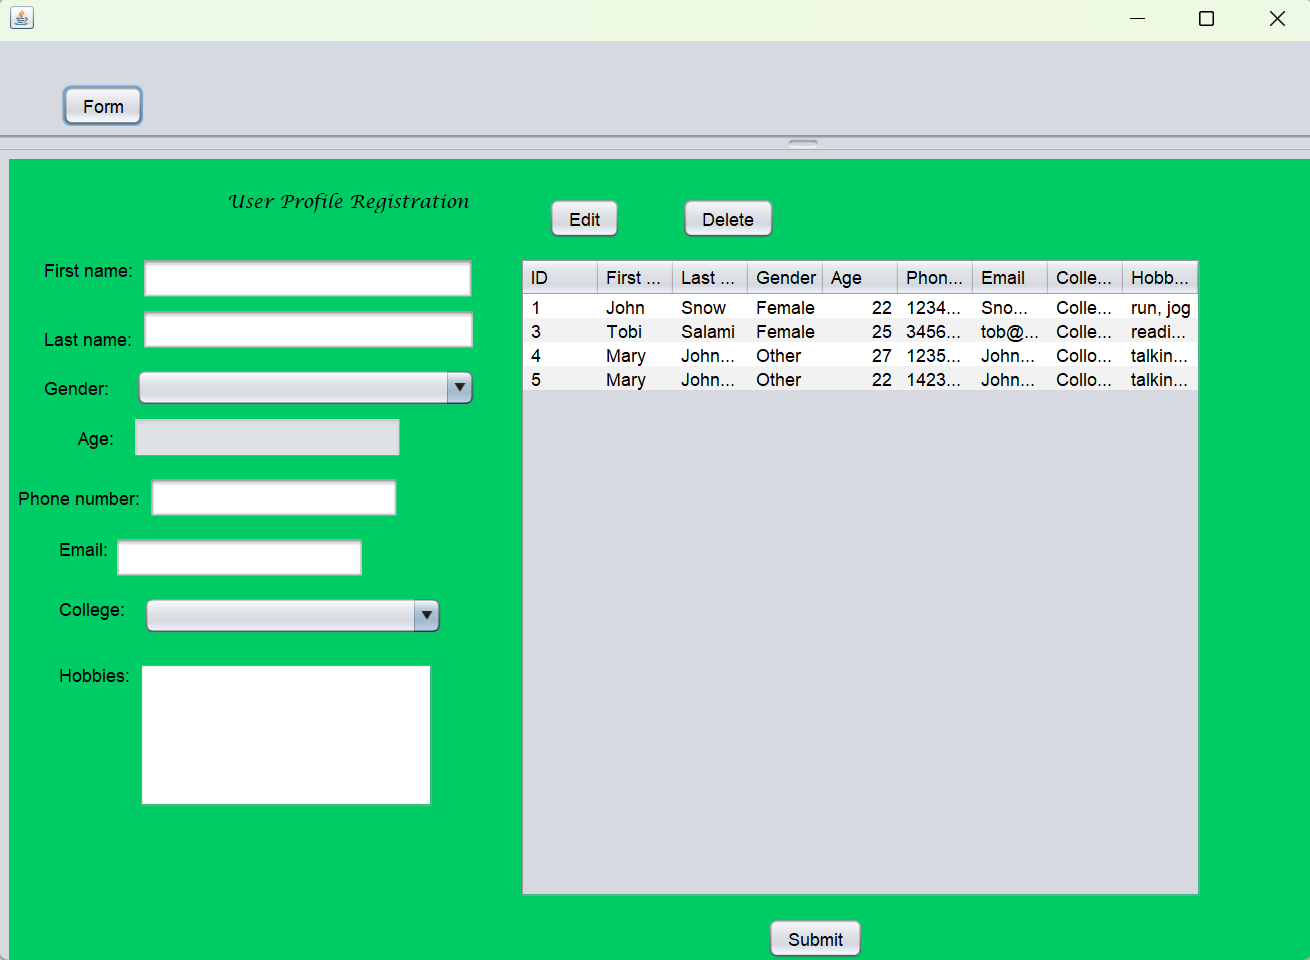 Form
User Profile Registration
Edit Delete
First name:
Last name:
Gender:
Age:
Phone number:
Email:
College:
Hobbies:
ID First ... Last ... Gender Age Phon... Email Colle... Hobb...
1 John Snow Female 22 1234... Sno... Colle... run, jog
3 Tobi Salami Female 25 3456... tob@... Colle... readi...
4 Mary John... Other 27 1235... John... Collo... talkin...
5 Mary John... Other 22 1423... John... Collo... talkin...
Submit